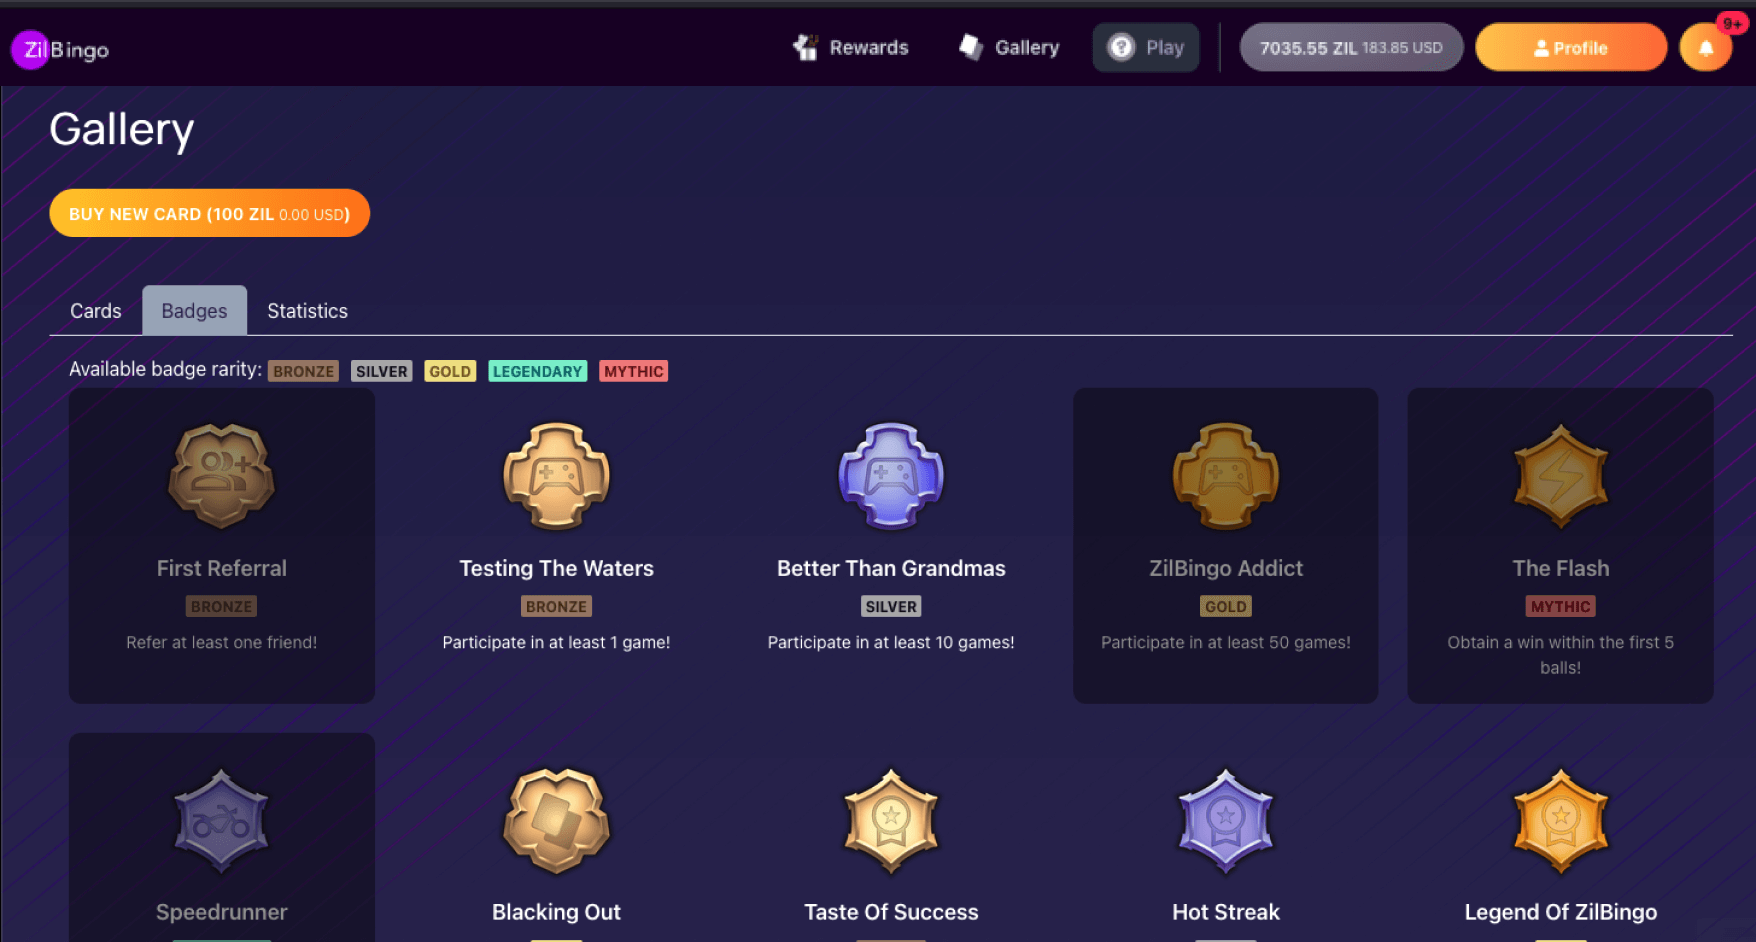 ZilBingo
Rewards
Gallery
Play
7035.55 ZIL 183.85 USD
Profile
9+
Gallery
BUY NEW CARD (100 ZIL 0.00 USD)
Cards
Badges
Statistics
Available badge rarity: BRONZE SILVER GOLD LEGENDARY MYTHIC
First Referral
BRONZE
Refer at least one friend!
Testing The Waters
BRONZE
Participate in at least 1 game!
Better Than Grandmas
SILVER
Participate in at least 10 games!
ZilBingo Addict
GOLD
Participate in at least 50 games!
The Flash
MYTHIC
Obtain a win within the first 5
balls!
Speedrunner
Blacking Out
Taste Of Success
Hot Streak
Legend Of ZilBingo